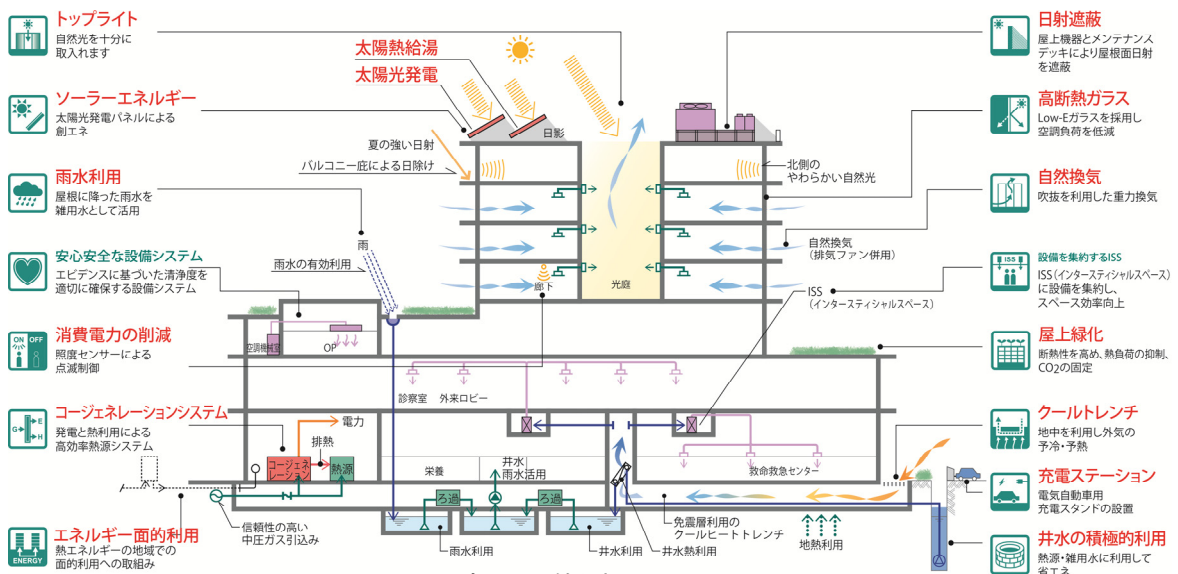 トップライト
自然光を十分に
取入れます
ソーラーエネルギー
太陽光発電パネルによる
創エネ
雨水利用
屋根に降った雨水を
雑用水として活用
安心安全な設備システム
エビデンスに基づいた清浄度を
適切に確保する設備システム
ON OFF
消費電力の削減
照度センサーによる
点滅制御
G E H
コージェネレーションシステム
発電と熱利用による
高効率熱源システム
ENERGY
エネルギー面的利用
熱エネルギーの地域での
面的利用への取組み
太陽熱給湯
太陽光発電
日影
夏の強い日射
バルコニー庇による日除け
北側の
やわらかい自然光
雨
雨水の有効利用
自然換気
(排気ファン併用)
廊下
光庭
ISS
(インタースティシャルスペース)
空調機械室
OP
診察室 外来ロビー
電力
排熱
コージェネ
レーション
熱源
栄養
井水
雨水活用
救命救急センター
ろ過
ろ過
信頼性の高い
中圧ガス引込み
雨水利用
井水利用
井水熱利用
免震層利用の
クールヒートトレンチ
地熱利用
日射遮蔽
屋上機器とメンテナンス
デッキにより屋根面日射
を遮蔽
高断熱ガラス
Low-Eガラスを採用し
空調負荷を低減
自然換気
吹抜を利用した重力換気
ISS
設備を集約するISS
ISS(インタースティシャルスペース)
に設備を集約し、
スペース効率向上
屋上緑化
断熱性を高め、熱負荷の抑制、
CO2の固定
クールトレンチ
地中を利用し外気の
予冷・予熱
充電ステーション
電気自動車用
充電スタンドの設置
井水の積極的利用
熱源・雑用水に利用して
省エネ